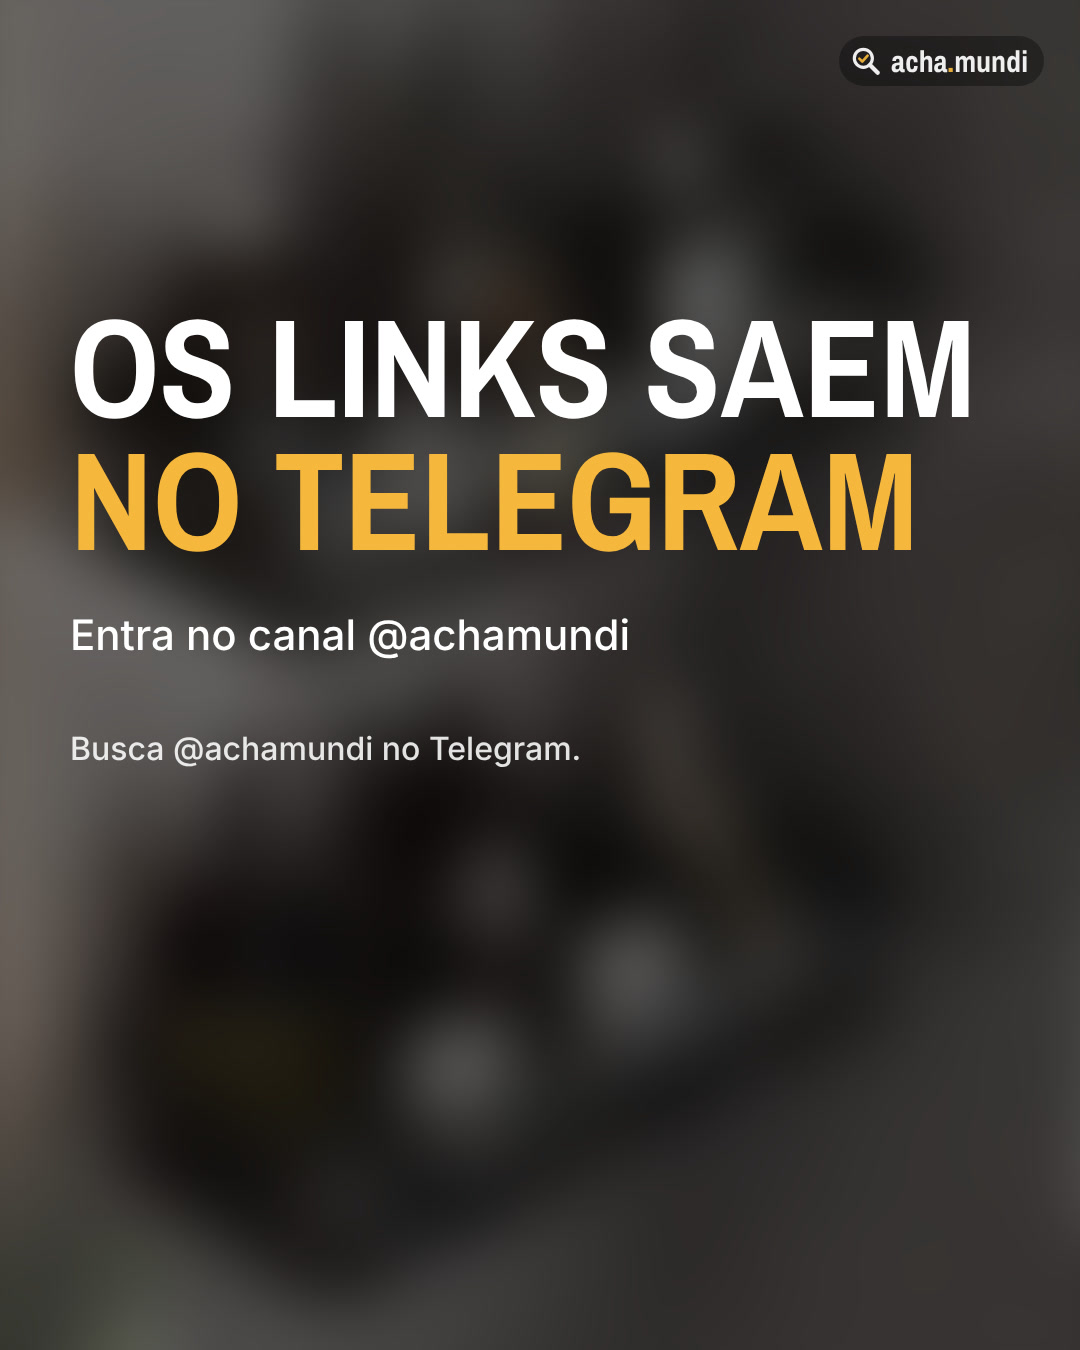 acha.mundi
OS LINKS SAEM
NO TELEGRAM
Entra no canal @achamundi
Busca @achamundi no Telegram.